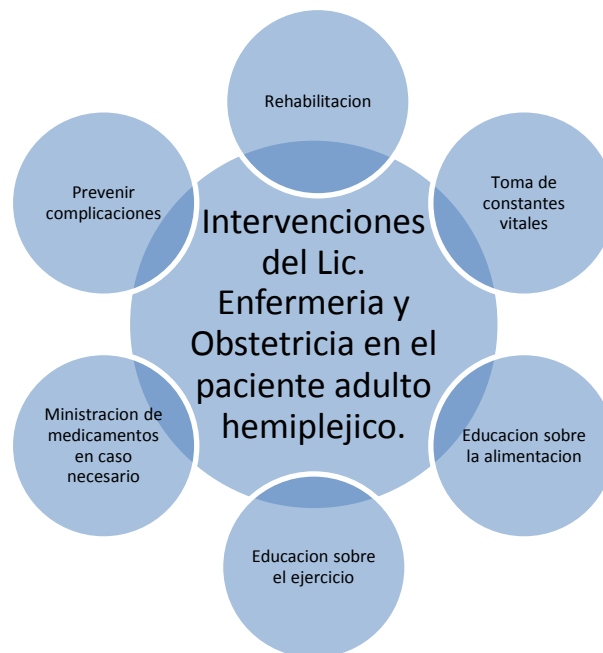 Rehabilitacion
Prevenir
complicaciones
Toma de
constantes
vitales
Intervenciones
del Lic.
Enfermeria y
Obstetricia en el
paciente adulto
hemiplejico.
Ministracion de
medicamentos
en caso
necesario
Educacion sobre
la alimentacion
Educacion sobre
el ejercicio